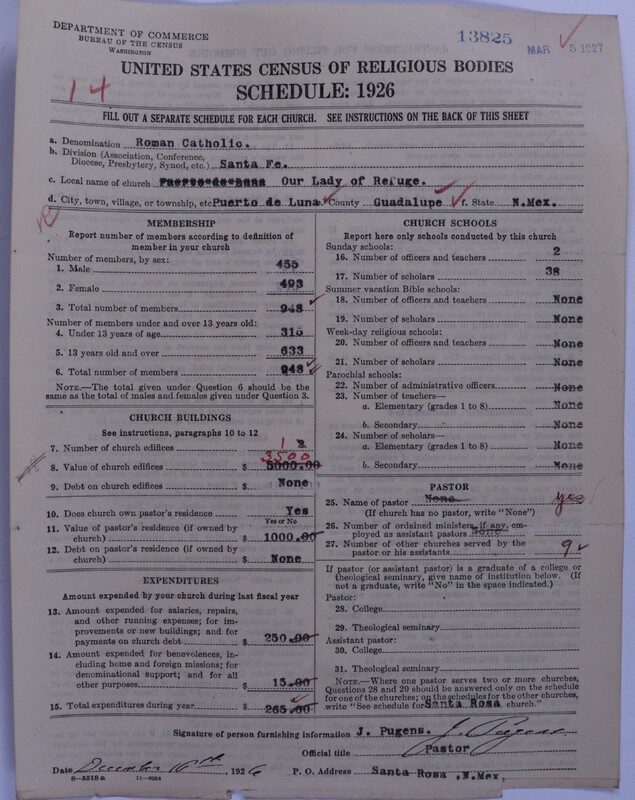 DEPARTMENT OF COMMERCE
BUREAU OF THE CENSUS
WASHINGTON
13825
MAR 5 1927
UNITED STATES CENSUS OF RELIGIOUS BODIES
14
SCHEDULE: 1926
FILL OUT A SEPARATE SCHEDULE FOR EACH CHURCH. SEE INSTRUCTIONS ON THE BACK OF THIS SHEET
a. Denomination Roman Catholic.
b. Division (Association, Conference,
Diocese, Presbytery, Synod, etc.) Santa Fe.
c. Local name of church Puerto de Luna Our Lady of Refuge.
d. City, town, village, or township, etc Puerto de Luna County Guadalupe f. State N.Mex.
MEMBERSHIP
Report number of members according to definition of
member in your church
Number of members, by sex:
1. Male 455
2. Female 493
3. Total number of members 948
Number of members under and over 13 years old:
4. Under 13 years of age 315
5. 13 years old and over 633
6. Total number of members 948
NOTE.—The total given under Question 6 should be the
same as the total of males and females given under Question 3.
CHURCH BUILDINGS
See instructions, paragraphs 10 to 12
7. Number of church edifices 1 2
3500
8. Value of church edifices $ 5000.00
9. Debt on church edifices $ None
10. Does church own pastor's residence Yes
Yes or No
11. Value of pastor's residence (if owned by
church) $ 1000.00
12. Debt on pastor's residence (if owned by
church) $ None
EXPENDITURES
Amount expended by your church during last fiscal year
13. Amount expended for salaries, repairs,
and other running expenses; for im-
provements or new buildings; and for
payments on church debt $ 250.00
14. Amount expended for benevolences, in-
cluding home and foreign missions; for
denominational support; and for all
other purposes $ 15.00
15. Total expenditures during year $ 265.00
CHURCH SCHOOLS
Report here only schools conducted by this church
Sunday schools:
16. Number of officers and teachers 2
17. Number of scholars 38
Summer vacation Bible schools:
18. Number of officers and teachers None
19. Number of scholars None
Week-day religious schools:
20. Number of officers and teachers None
21. Number of scholars None
Parochial schools:
22. Number of administrative officers None
23. Number of teachers—
a. Elementary (grades 1 to 8) None
b. Secondary None
24. Number of scholars—
a. Elementary (grades 1 to 8) None
b. Secondary None
PASTOR
25. Name of pastor None yes
(If church has no pastor, write "None")
26. Number of ordained ministers, if any, em-
ployed as assistant pastors None
27. Number of other churches served by the
pastor or his assistants 9
If pastor (or assistant pastor) is a graduate of a college or
theological seminary, give name of institution below. (If
not a graduate, write "No" in the space indicated.)
Pastor:
28. College
29. Theological seminary
Assistant pastor:
30. College
31. Theological seminary
NOTE.—Where one pastor serves two or more churches,
Questions 28 and 29 should be answered only on the schedule
for one of the churches; on the schedules for the other churches,
write "See schedule for Santa Rosa church."
Signature of person furnishing information J. Pugens. J. Pugens
Official title Pastor
Date December 16th, 1926 P. O. Address Santa Rosa, N.Mex.
8—5318a 11—9024